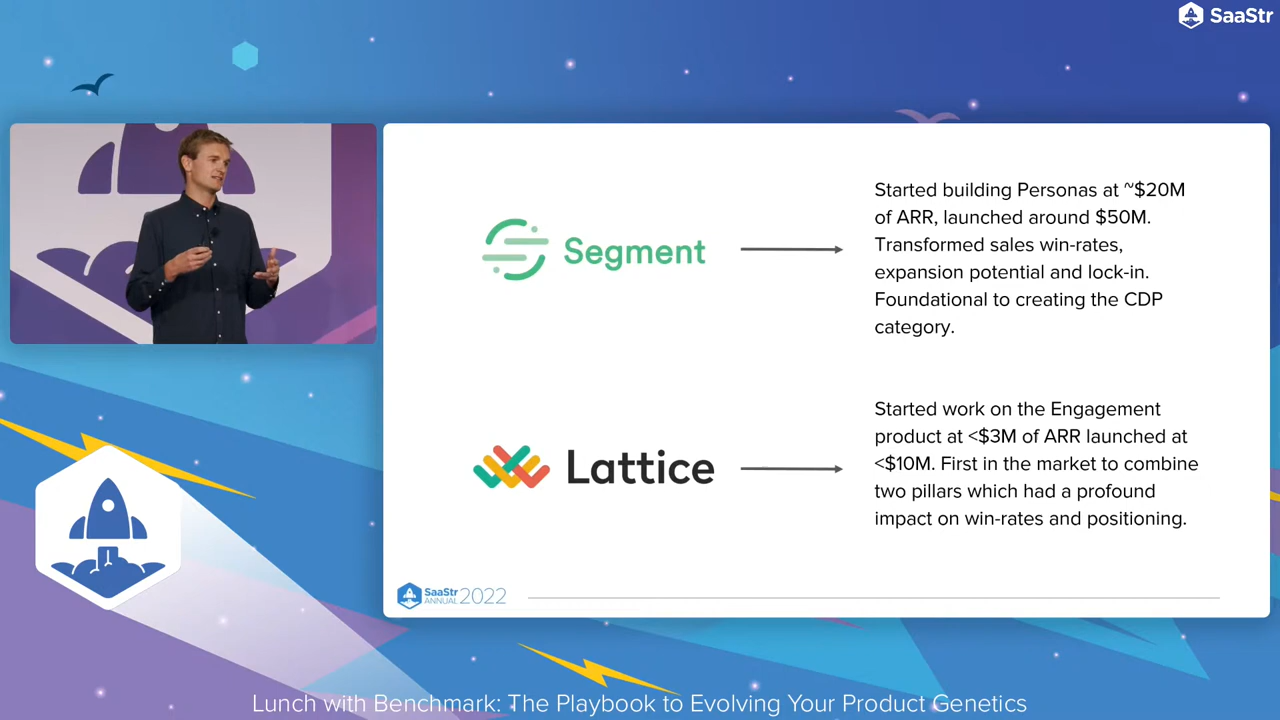 SaaStr
Segment
Started building Personas at ~$20M
of ARR, launched around $50M.
Transformed sales win-rates,
expansion potential and lock-in.
Foundational to creating the CDP
category.
Lattice
Started work on the Engagement
product at <$3M of ARR launched at
<$10M. First in the market to combine
two pillars which had a profound
impact on win-rates and positioning.
SaaStr
ANNUAL 2022
Lunch with Benchmark: The Playbook to Evolving Your Product Genetics